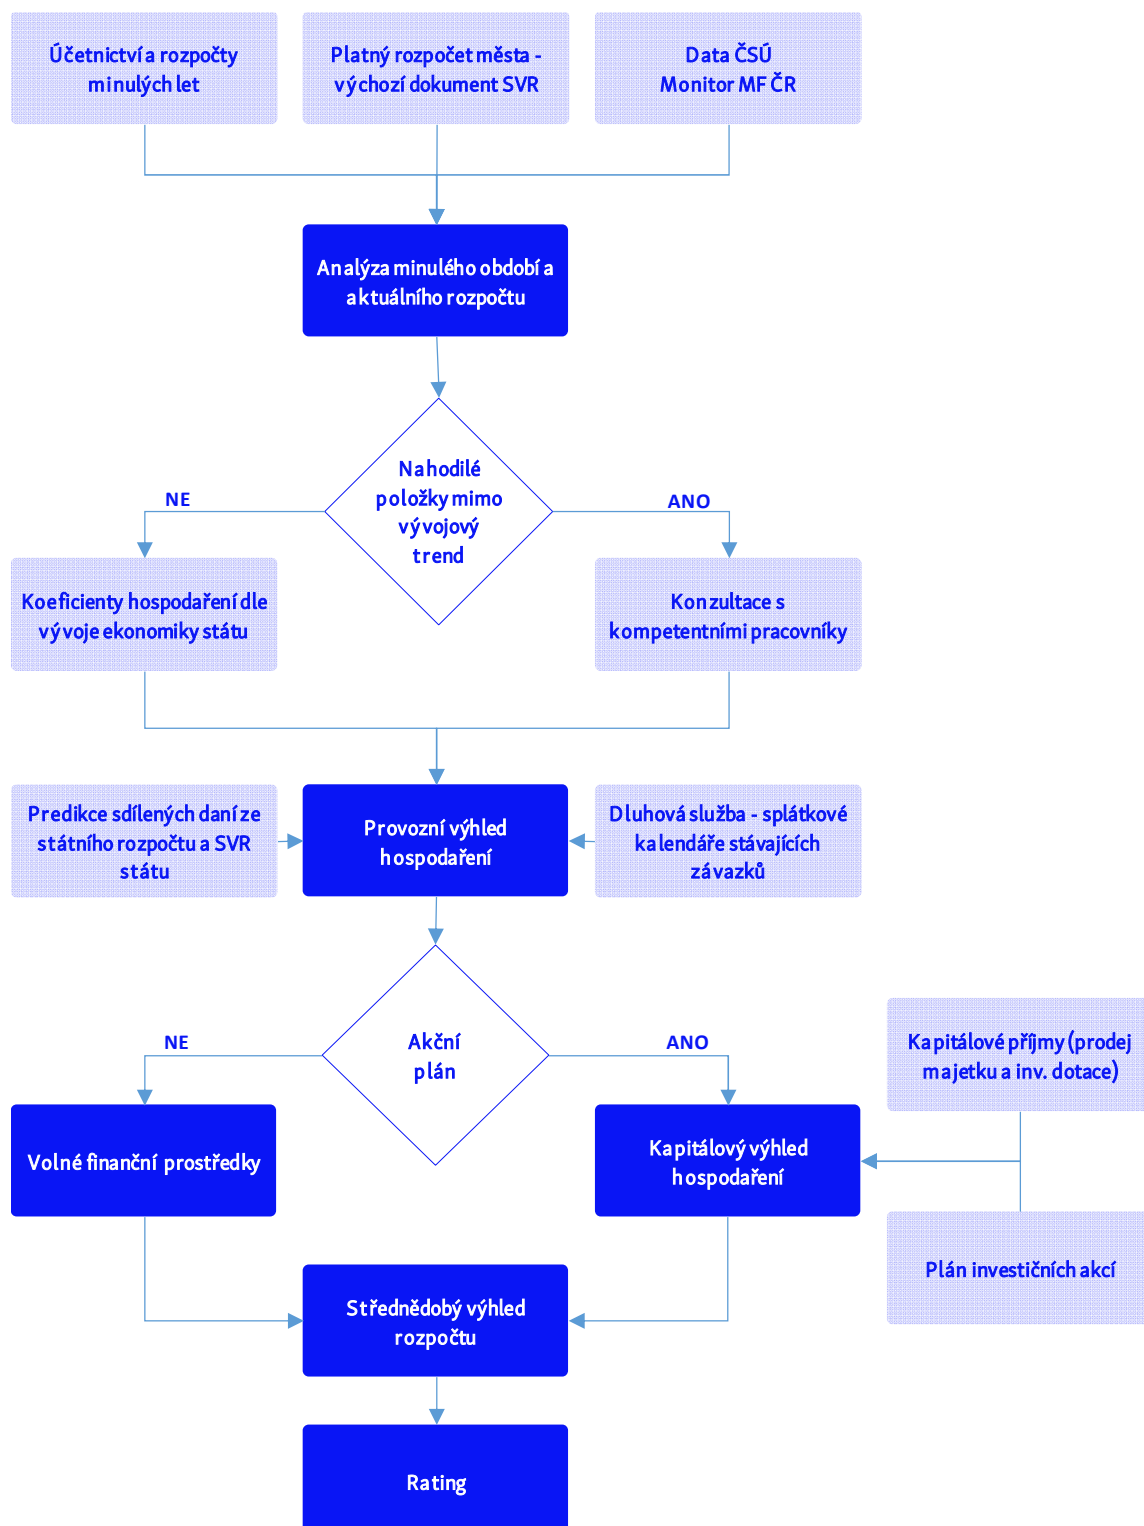 Účetnictví a rozpočty
minulých let
Platný rozpočet města -
výchozí dokument SVR
Data ČSÚ
Monitor MF ČR
Analýza minulého období a
aktuálního rozpočtu
Nahodilé
položky mimo
vývojový
trend
NE
ANO
Koeficienty hospodaření dle
vývoje ekonomiky státu
Konzultace s
kompetentními pracovníky
Predikce sdílených daní ze
státního rozpočtu a SVR
státu
Provozní výhled
hospodaření
Dluhová služba - splátkové
kalendáře stávajících
závazků
Akční
plán
NE
ANO
Kapitálové příjmy (prodej
majetku a inv. dotace)
Volné finanční prostředky
Kapitálový výhled
hospodaření
Plán investičních akcí
Střednědobý výhled
rozpočtu
Rating